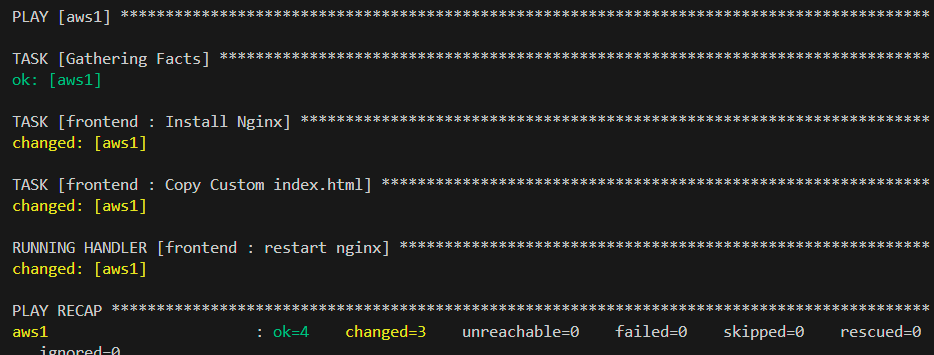 PLAY [aws1] ******************************************************************************************
TASK [Gathering Facts] *******************************************************************************
ok: [aws1]
TASK [frontend : Install Nginx] **********************************************************************
changed: [aws1]
TASK [frontend : Copy Custom index.html] *************************************************************
changed: [aws1]
RUNNING HANDLER [frontend : restart nginx] ***********************************************************
changed: [aws1]
PLAY RECAP *******************************************************************************************
aws1                       : ok=4    changed=3    unreachable=0    failed=0    skipped=0    rescued=0
   ignored=0